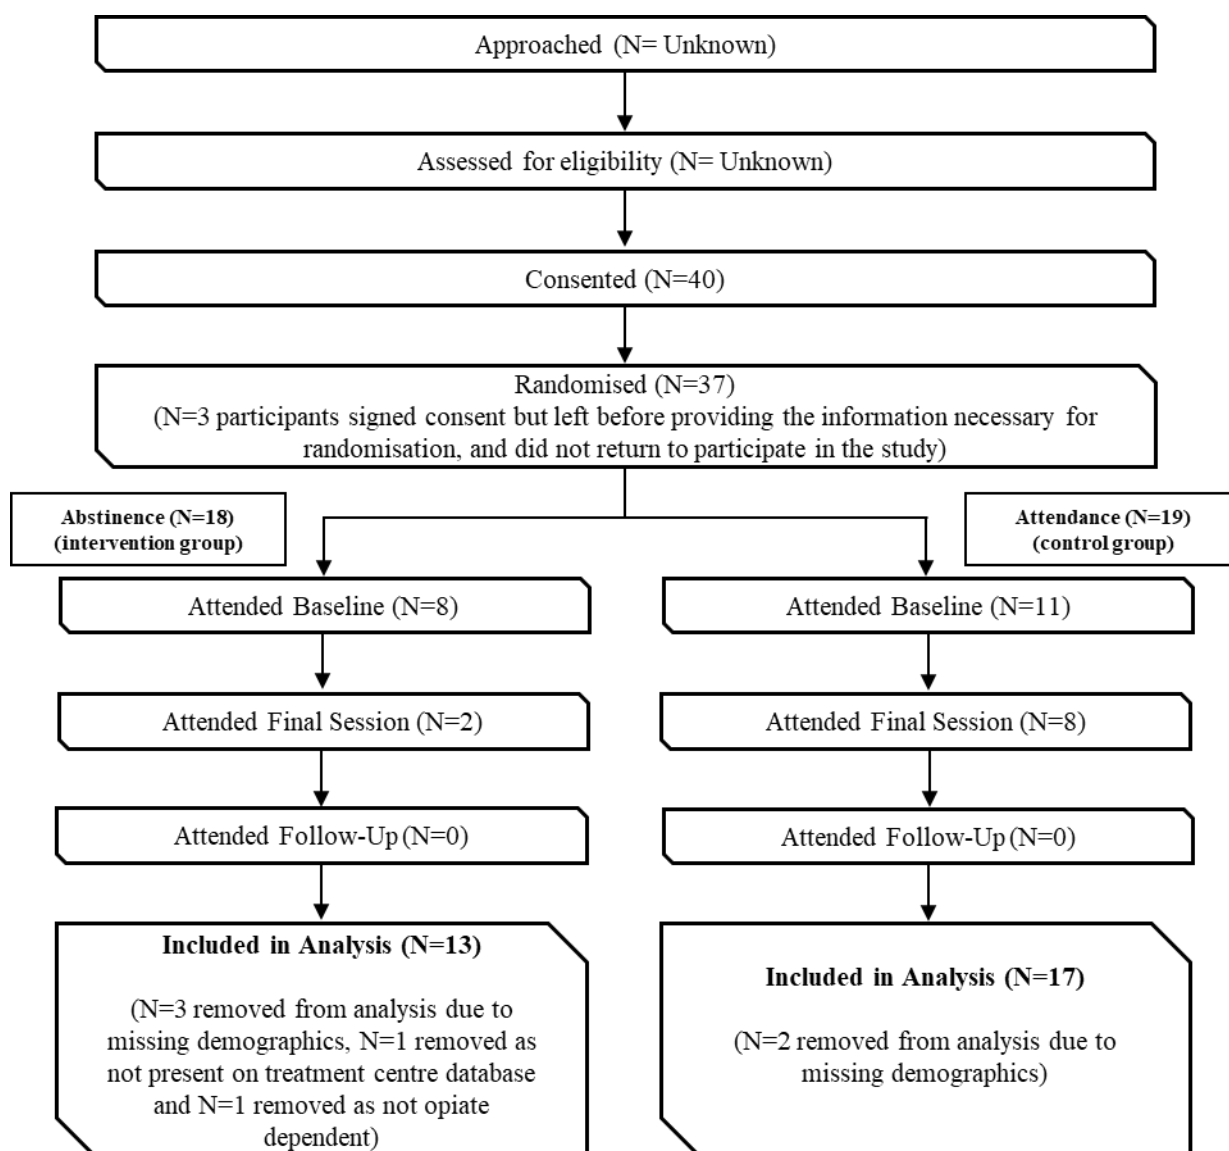 Approached (N= Unknown)
Assessed for eligibility (N= Unknown)
Consented (N=40)
Randomised (N=37)
(N=3 participants signed consent but left before providing the information necessary for
randomisation, and did not return to participate in the study)
Abstinence (N=18)
(intervention group)
Attendance (N=19)
(control group)
Attended Baseline (N=8)
Attended Baseline (N=11)
Attended Final Session (N=2)
Attended Final Session (N=8)
Attended Follow-Up (N=0)
Attended Follow-Up (N=0)
Included in Analysis (N=13)
(N=3 removed from analysis due to
missing demographics, N=1 removed as
not present on treatment centre database
and N=1 removed as not opiate
dependent)
Included in Analysis (N=17)
(N=2 removed from analysis due to
missing demographics)